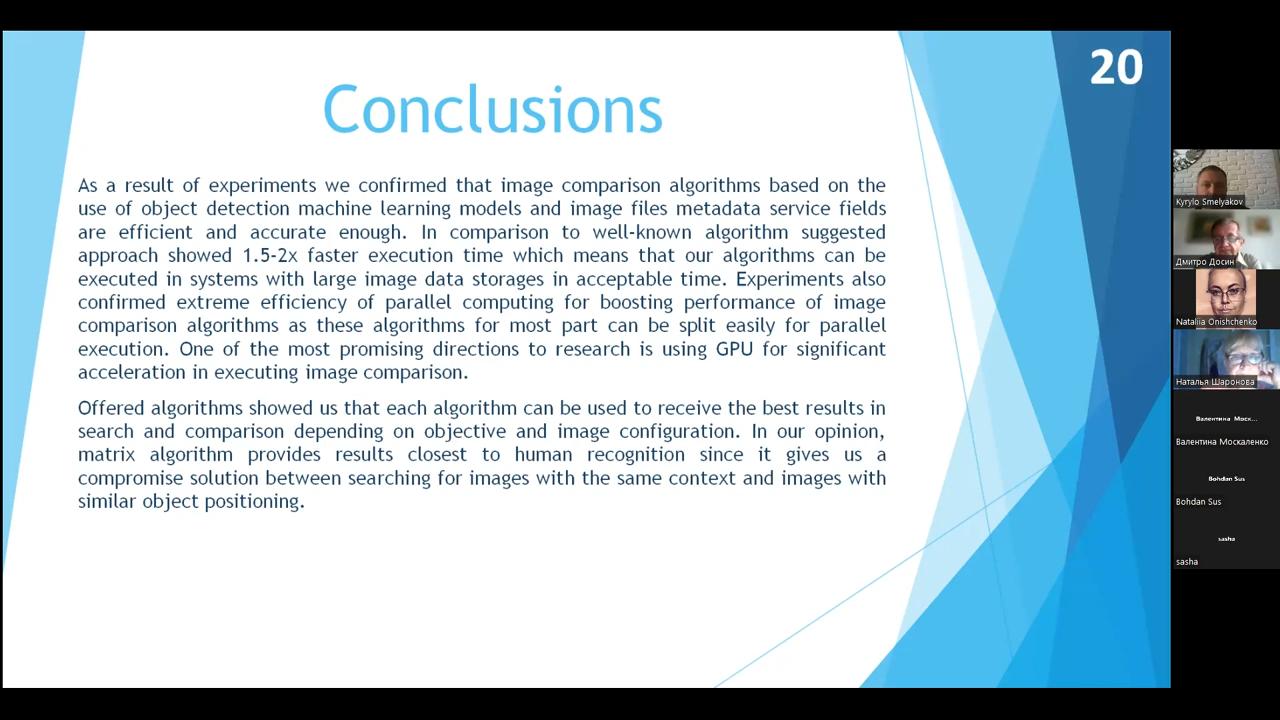 20
Conclusions
As a result of experiments we confirmed that image comparison algorithms based on the
use of object detection machine learning models and image files metadata service fields
are efficient and accurate enough. In comparison to well-known algorithm suggested
approach showed 1.5-2x faster execution time which means that our algorithms can be
executed in systems with large image data storages in acceptable time. Experiments also
confirmed extreme efficiency of parallel computing for boosting performance of image
comparison algorithms as these algorithms for most part can be split easily for parallel
execution. One of the most promising directions to research is using GPU for significant
acceleration in executing image comparison.
Offered algorithms showed us that each algorithm can be used to receive the best results in
search and comparison depending on objective and image configuration. In our opinion,
matrix algorithm provides results closest to human recognition since it gives us a
compromise solution between searching for images with the same context and images with
similar object positioning.
Kyrylo Smelyakov
Дмитро Досин
Nataliia Onishchenko
Наталья Шаронова
Валентина Моск...
Валентина Москаленко
Bohdan Sus
Bohdan Sus
sasha
sasha